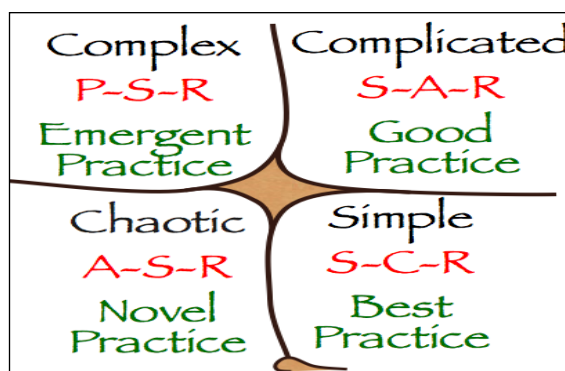 Complex
P-S-R
Emergent
Practice
Complicated
S-A-R
Good
Practice
Chaotic
A-S-R
Novel
Practice
Simple
S-C-R
Best
Practice